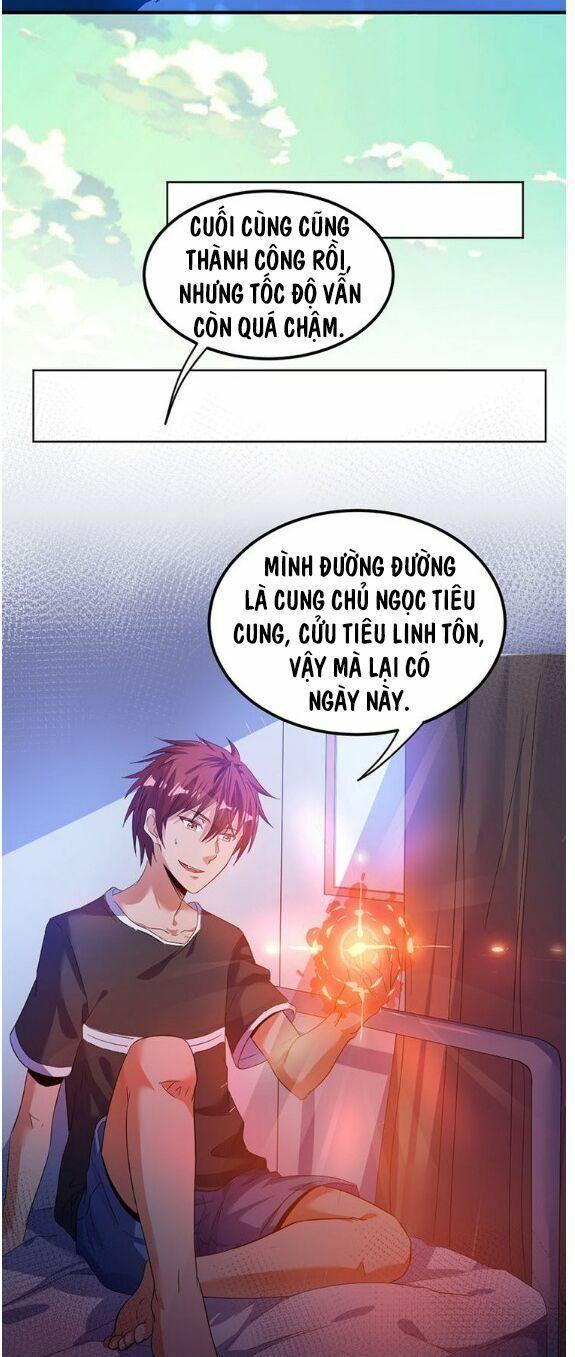 CUỐI CÙNG CŨNG
THÀNH CÔNG RỒI,
NHƯNG TỐC ĐỘ VẪN
CÒN QUÁ CHẬM.
MÌNH ĐƯỜNG ĐƯỜNG
LÀ CUNG CHỦ NGỌC TIÊU
CUNG, CỬU TIÊU LINH TÔN,
VẬY MÀ LẠI CÓ
NGÀY NÀY.